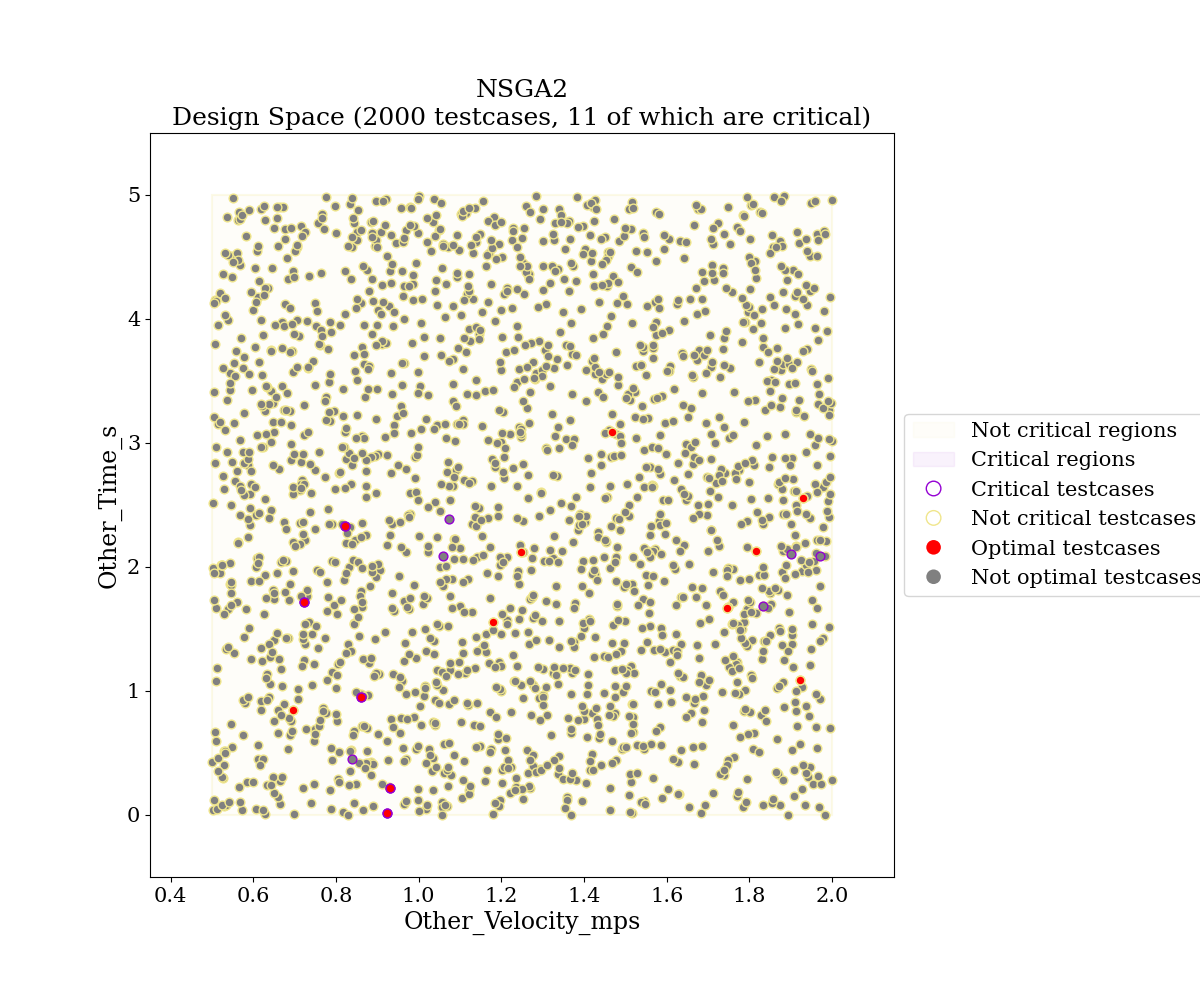 NSGA2
Design Space (2000 testcases, 11 of which are critical)
5
4
3
2
1
0
Other_Time_s
0.4 0.6 0.8 1.0 1.2 1.4 1.6 1.8 2.0
Other_Velocity_mps
Not critical regions
Critical regions
Critical testcases
Not critical testcases
Optimal testcases
Not optimal testcases